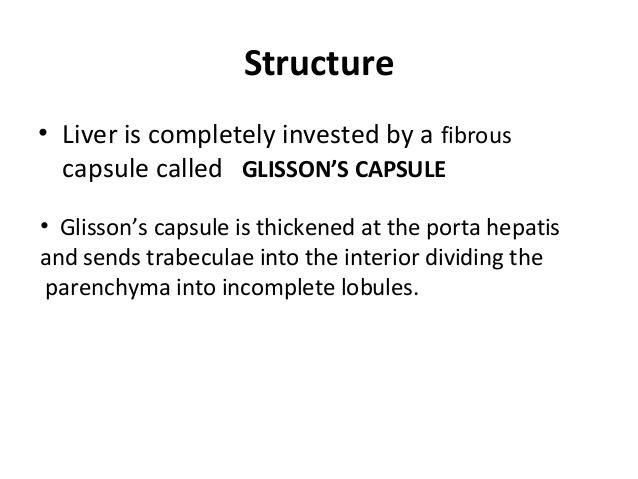 Structure
• Liver is completely invested by a fibrous
capsule called GLISSON’S CAPSULE
• Glisson’s capsule is thickened at the porta hepatis
and sends trabeculae into the interior dividing the
parenchyma into incomplete lobules.